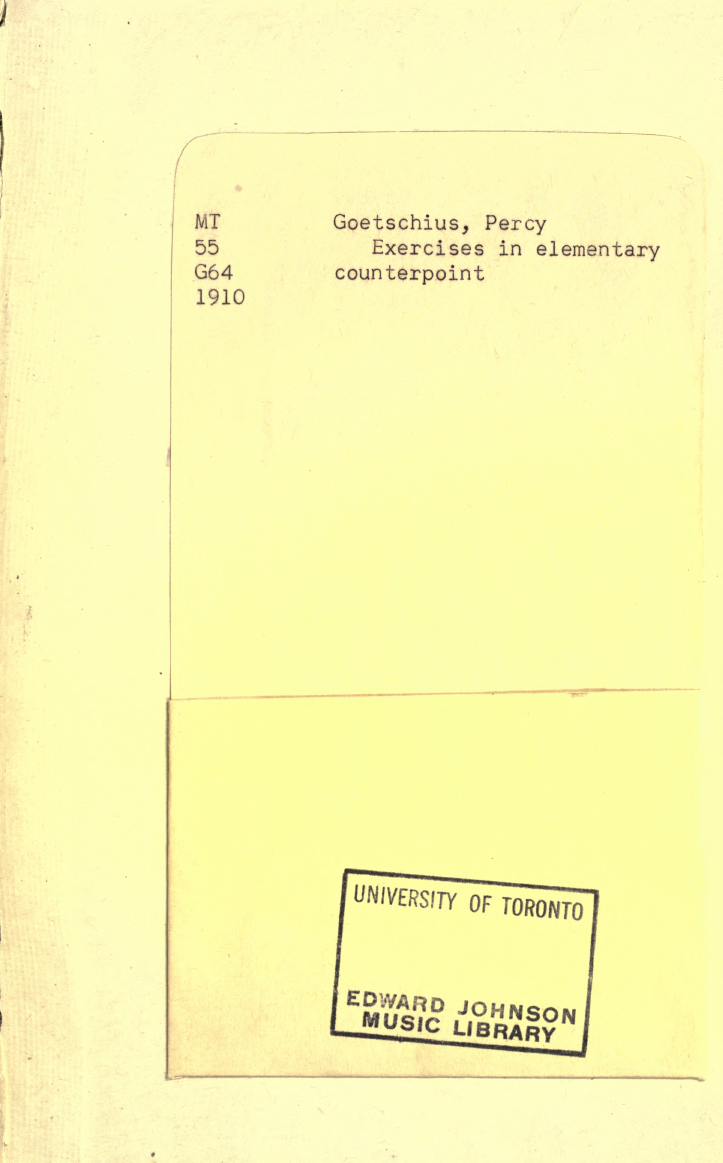 MT Goetschius, Percy
55 Exercises in elementary
G64 counterpoint
1910
UNIVERSITY OF TORONTO
EDWARD JOHNSON
MUSIC LIBRARY